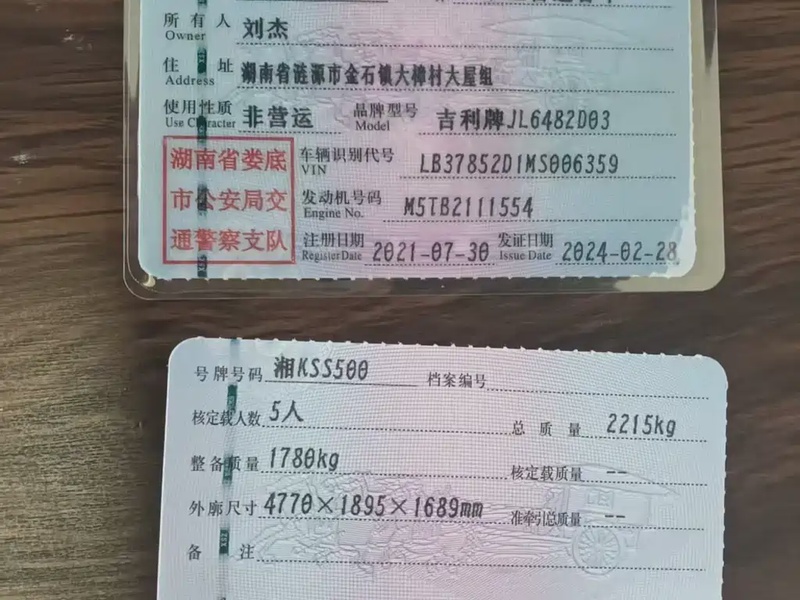 所有人 刘杰
Owner
住址 湖南省涟源市金石镇大樟村大屋组
Address
使用性质 非营运 品牌型号 吉利牌JL6482D03
Use Character Model
湖南省娄底 车辆识别代号 LB37852D1MS006359
VIN
市公安局交 发动机号码 M5TB2111554
Engine No.
通警察支队 注册日期 2021-07-30 发证日期 2024-02-28
Register Date Issue Date
号牌号码 湘KSS500 档案编号
核定载人数 5人 总质量 2215kg
整备质量 1780kg 核定载质量 --
外廓尺寸 4770×1895×1689mm 准牵引总质量 --
备注